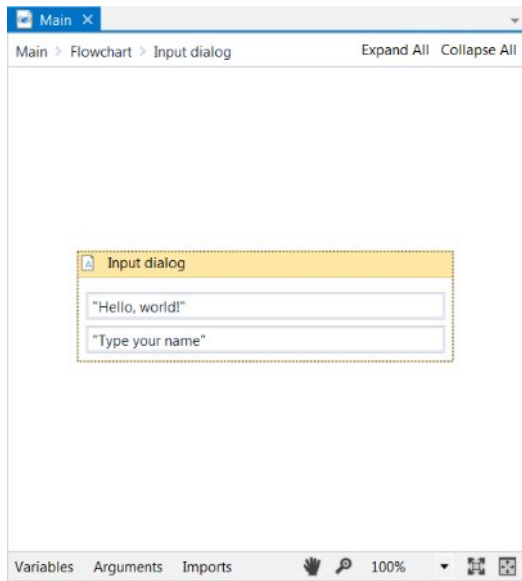 Main
Main > Flowchart > Input dialog Expand All Collapse All
Input dialog
"Hello, world!"
"Type your name"
Variables Arguments Imports 100%